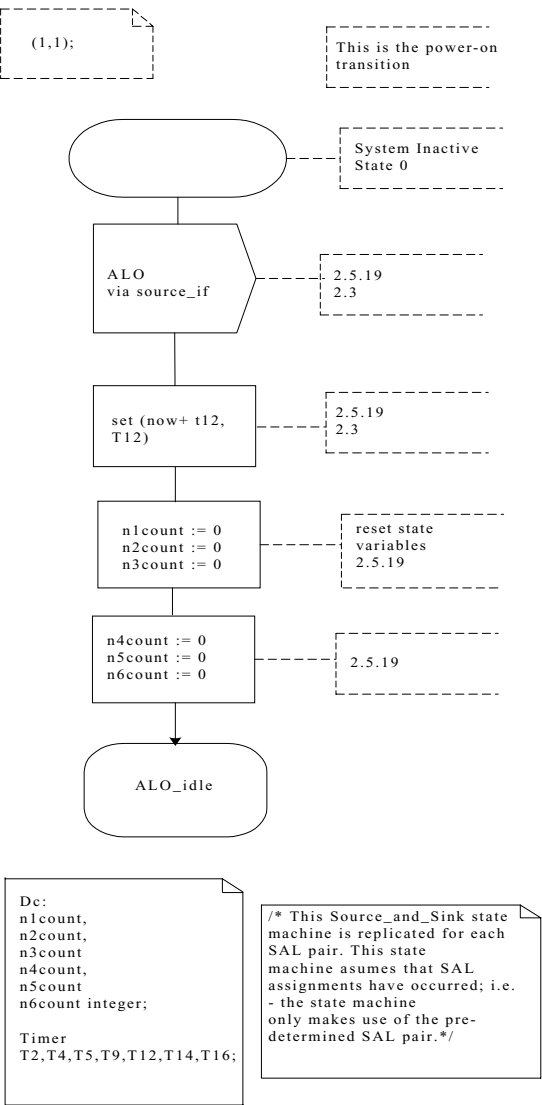 (1,1);
This is the power-on
transition
System Inactive
State 0
ALO
via source_if
2.5.19
2.3
set (now+ t12,
T12)
2.5.19
2.3
n1count := 0
n2count := 0
n3count := 0
reset state
variables
2.5.19
n4count := 0
n5count := 0
n6count := 0
2.5.19
ALO_idle
Dc:
n1count,
n2count,
n3count
n4count,
n5count
n6count integer;
Timer
T2,T4,T5,T9,T12,T14,T16;
/* This Source_and_Sink state
machine is replicated for each
SAL pair. This state
machine asumes that SAL
assignments have occurred; i.e.
- the state machine
only makes use of the pre-
determined SAL pair.*/